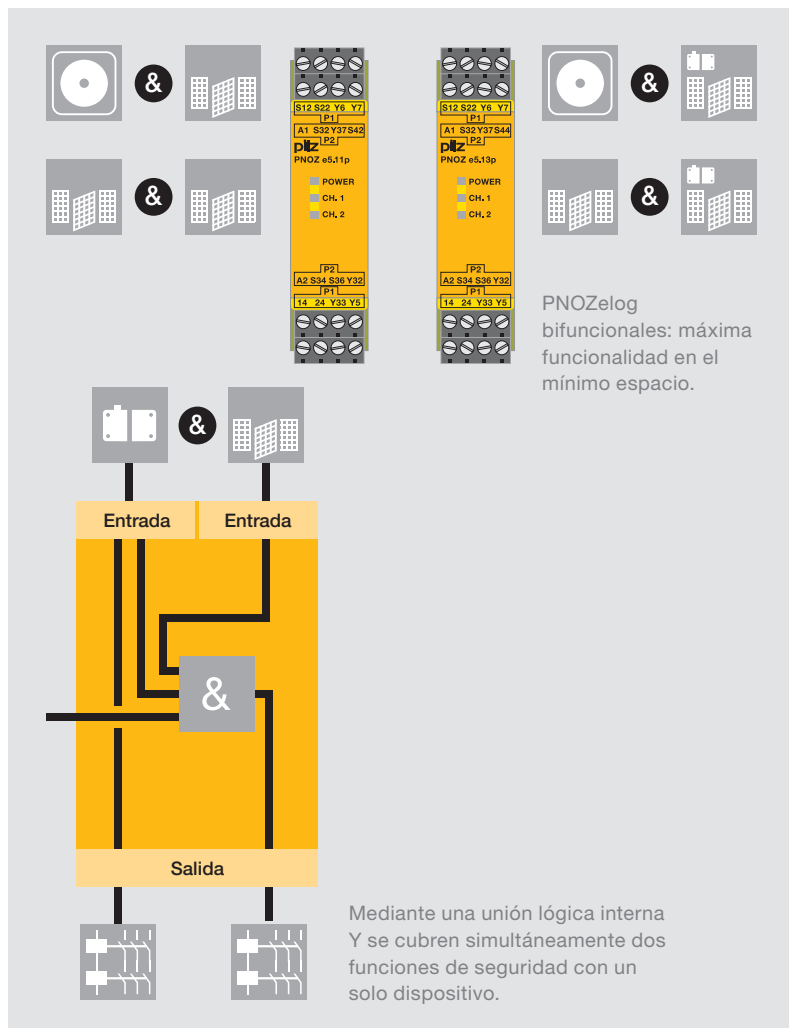 &
S12 S22 Y6 Y7
P1
A1 S32 Y37 S42
P2
pilz
PNOZ e5.11p
POWER
CH. 1
CH. 2
P2
A2 S34 S36 Y32
P1
14 24 Y33 Y5
S12 S22 Y6 Y7
P1
A1 S32 Y37 S44
P2
pilz
PNOZ e5.13p
POWER
CH. 1
CH. 2
P2
A2 S34 S36 Y32
P1
14 24 Y33 Y5
&
&
&
PNOZelog
bifuncionales: máxima
funcionalidad en el
mínimo espacio.
&
Entrada Entrada
&
Salida
Mediante una unión lógica interna
Y se cubren simultáneamente dos
funciones de seguridad con un
solo dispositivo.